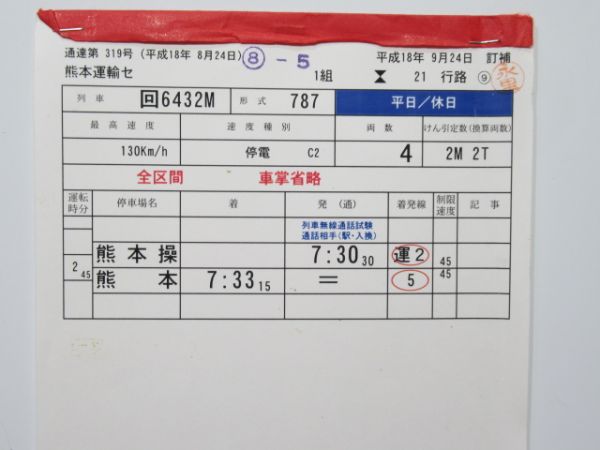 通達第 319号 (平成18年 8月24日) ⑧ - 5 平成18年 9月24日 訂補
熊本運輸セ 1組 21 行路 ⑨
列車 回6432M 形式 787 平日/休日
最高速度 速度種別 両数 けん引定数(換算両数)
130Km/h 停電 C2 4 2M 2T
全区間 車掌省略
運転時分 停車場名 着 発(通) 着発線 制限速度 記事
列車無線通話試験
通話相手(駅・入換)
熊本操 7:30 30 運2 45
2 45
熊本 7:33 15 = 5 45